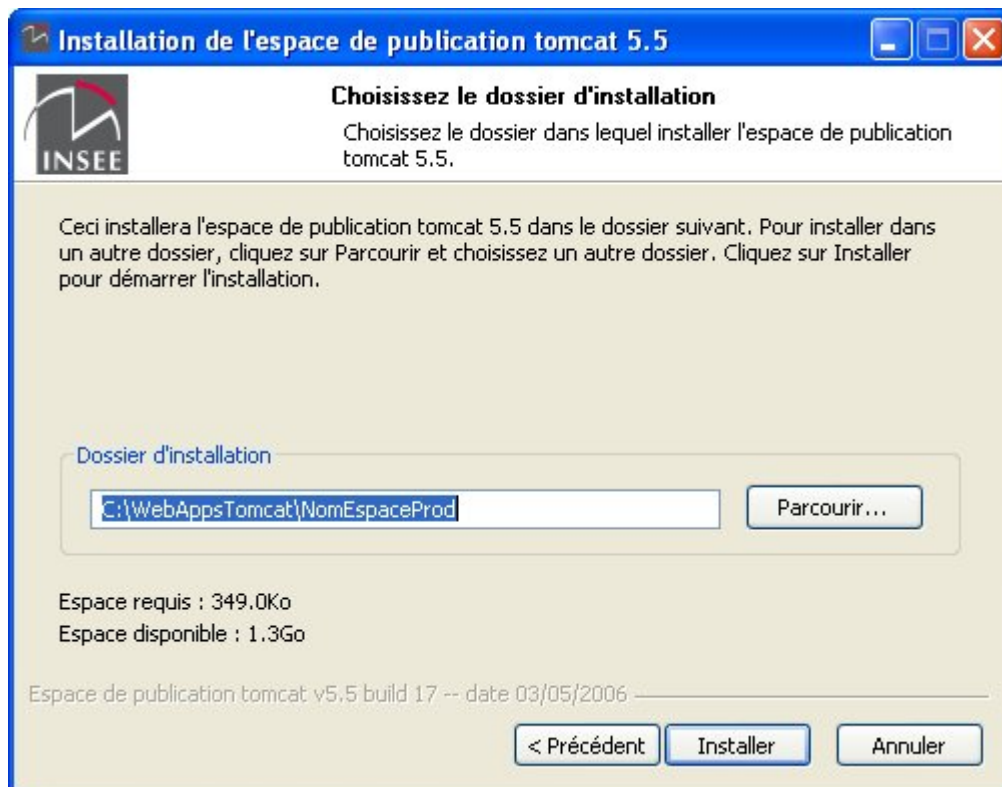 Installation de l'espace de publication tomcat 5.5
INSEE
Choisissez le dossier d'installation
Choisissez le dossier dans lequel installer l'espace de publication
tomcat 5.5.
Ceci installera l'espace de publication tomcat 5.5 dans le dossier suivant. Pour installer dans
un autre dossier, cliquez sur Parcourir et choisissez un autre dossier. Cliquez sur Installer
pour démarrer l'installation.
Dossier d'installation
C:\WebAppsTomcat\NomEspaceProd
Parcourir...
Espace requis : 349.0Ko
Espace disponible : 1.3Go
Espace de publication tomcat v5.5 build 17 -- date 03/05/2006
< Précédent
Installer
Annuler